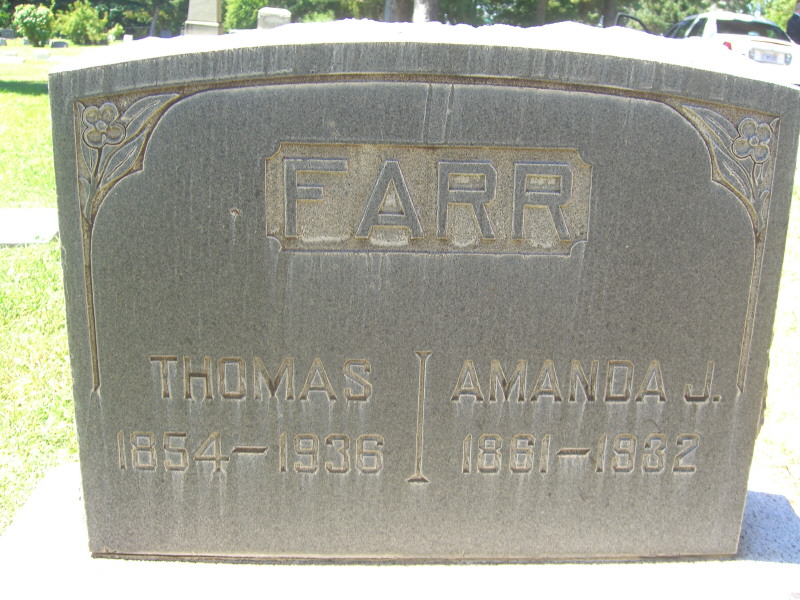 FARR
THOMAS AMANDA J.
1854-1936 1861-1932